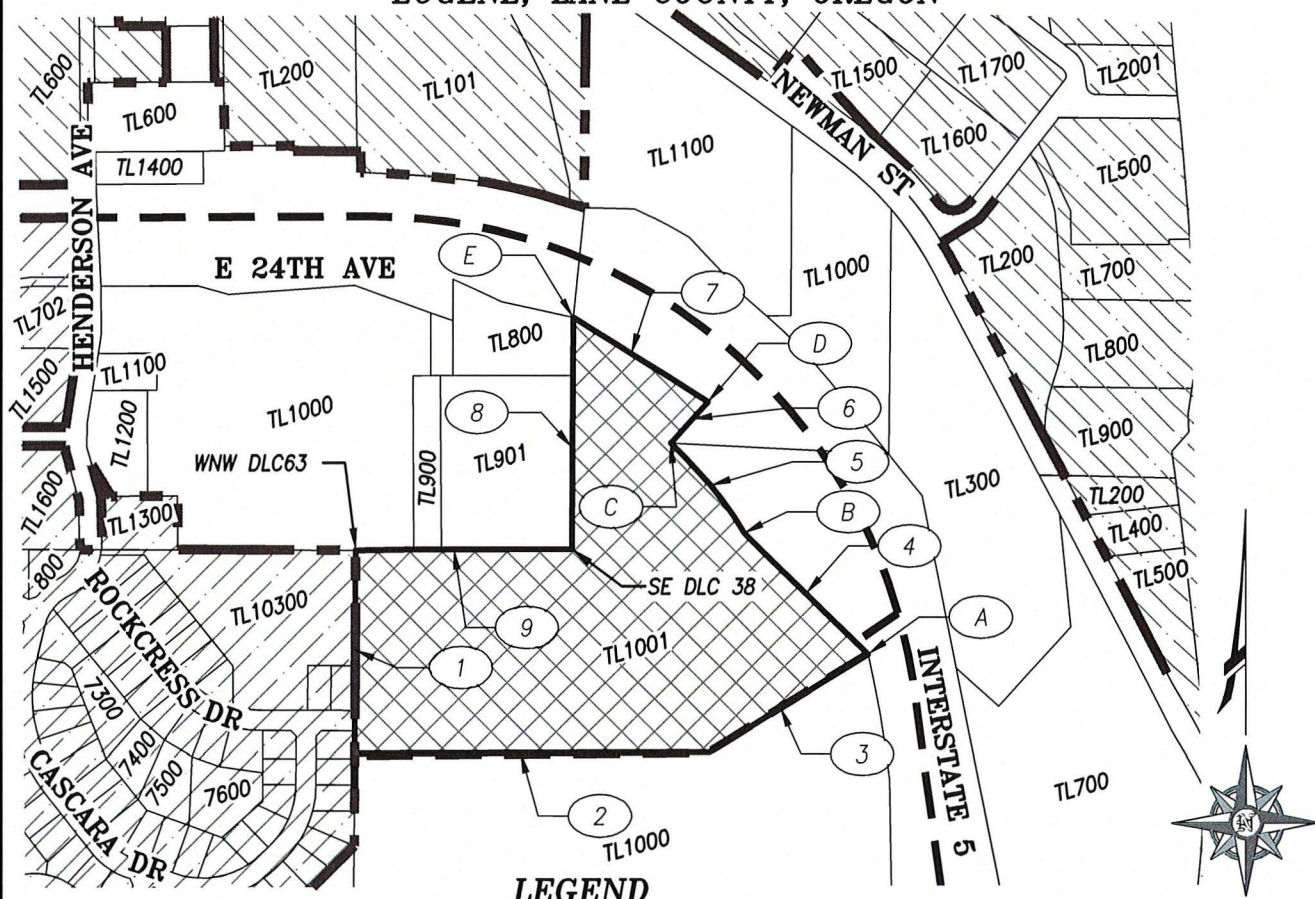 EUGENE, LANE COUNTY, OREGON
TL600
TL200
TL101
TL1500
TL1700
TL2001
TL600
NEWMAN ST
TL1600
TL1100
TL1400
TL500
HENDERSON AVE
E
7
TL200
TL700
E 24TH AVE
TL1000
TL702
TL800
D
TL800
TL1100
TL1500
6
TL1000
8
TL1200
TL900
WNW DLC63
TL900
TL901
5
TL300
TL200
TL1600
TL1300
C
B
TL400
4
TL500
800
SE DLC 38
ROCKCRESS DR
TL10300
9
TL1001
A
1
INTERSTATE 5
7300
7400
7500
7600
3
CASCARA DR
2
TL1000
TL700
N
LEGEND